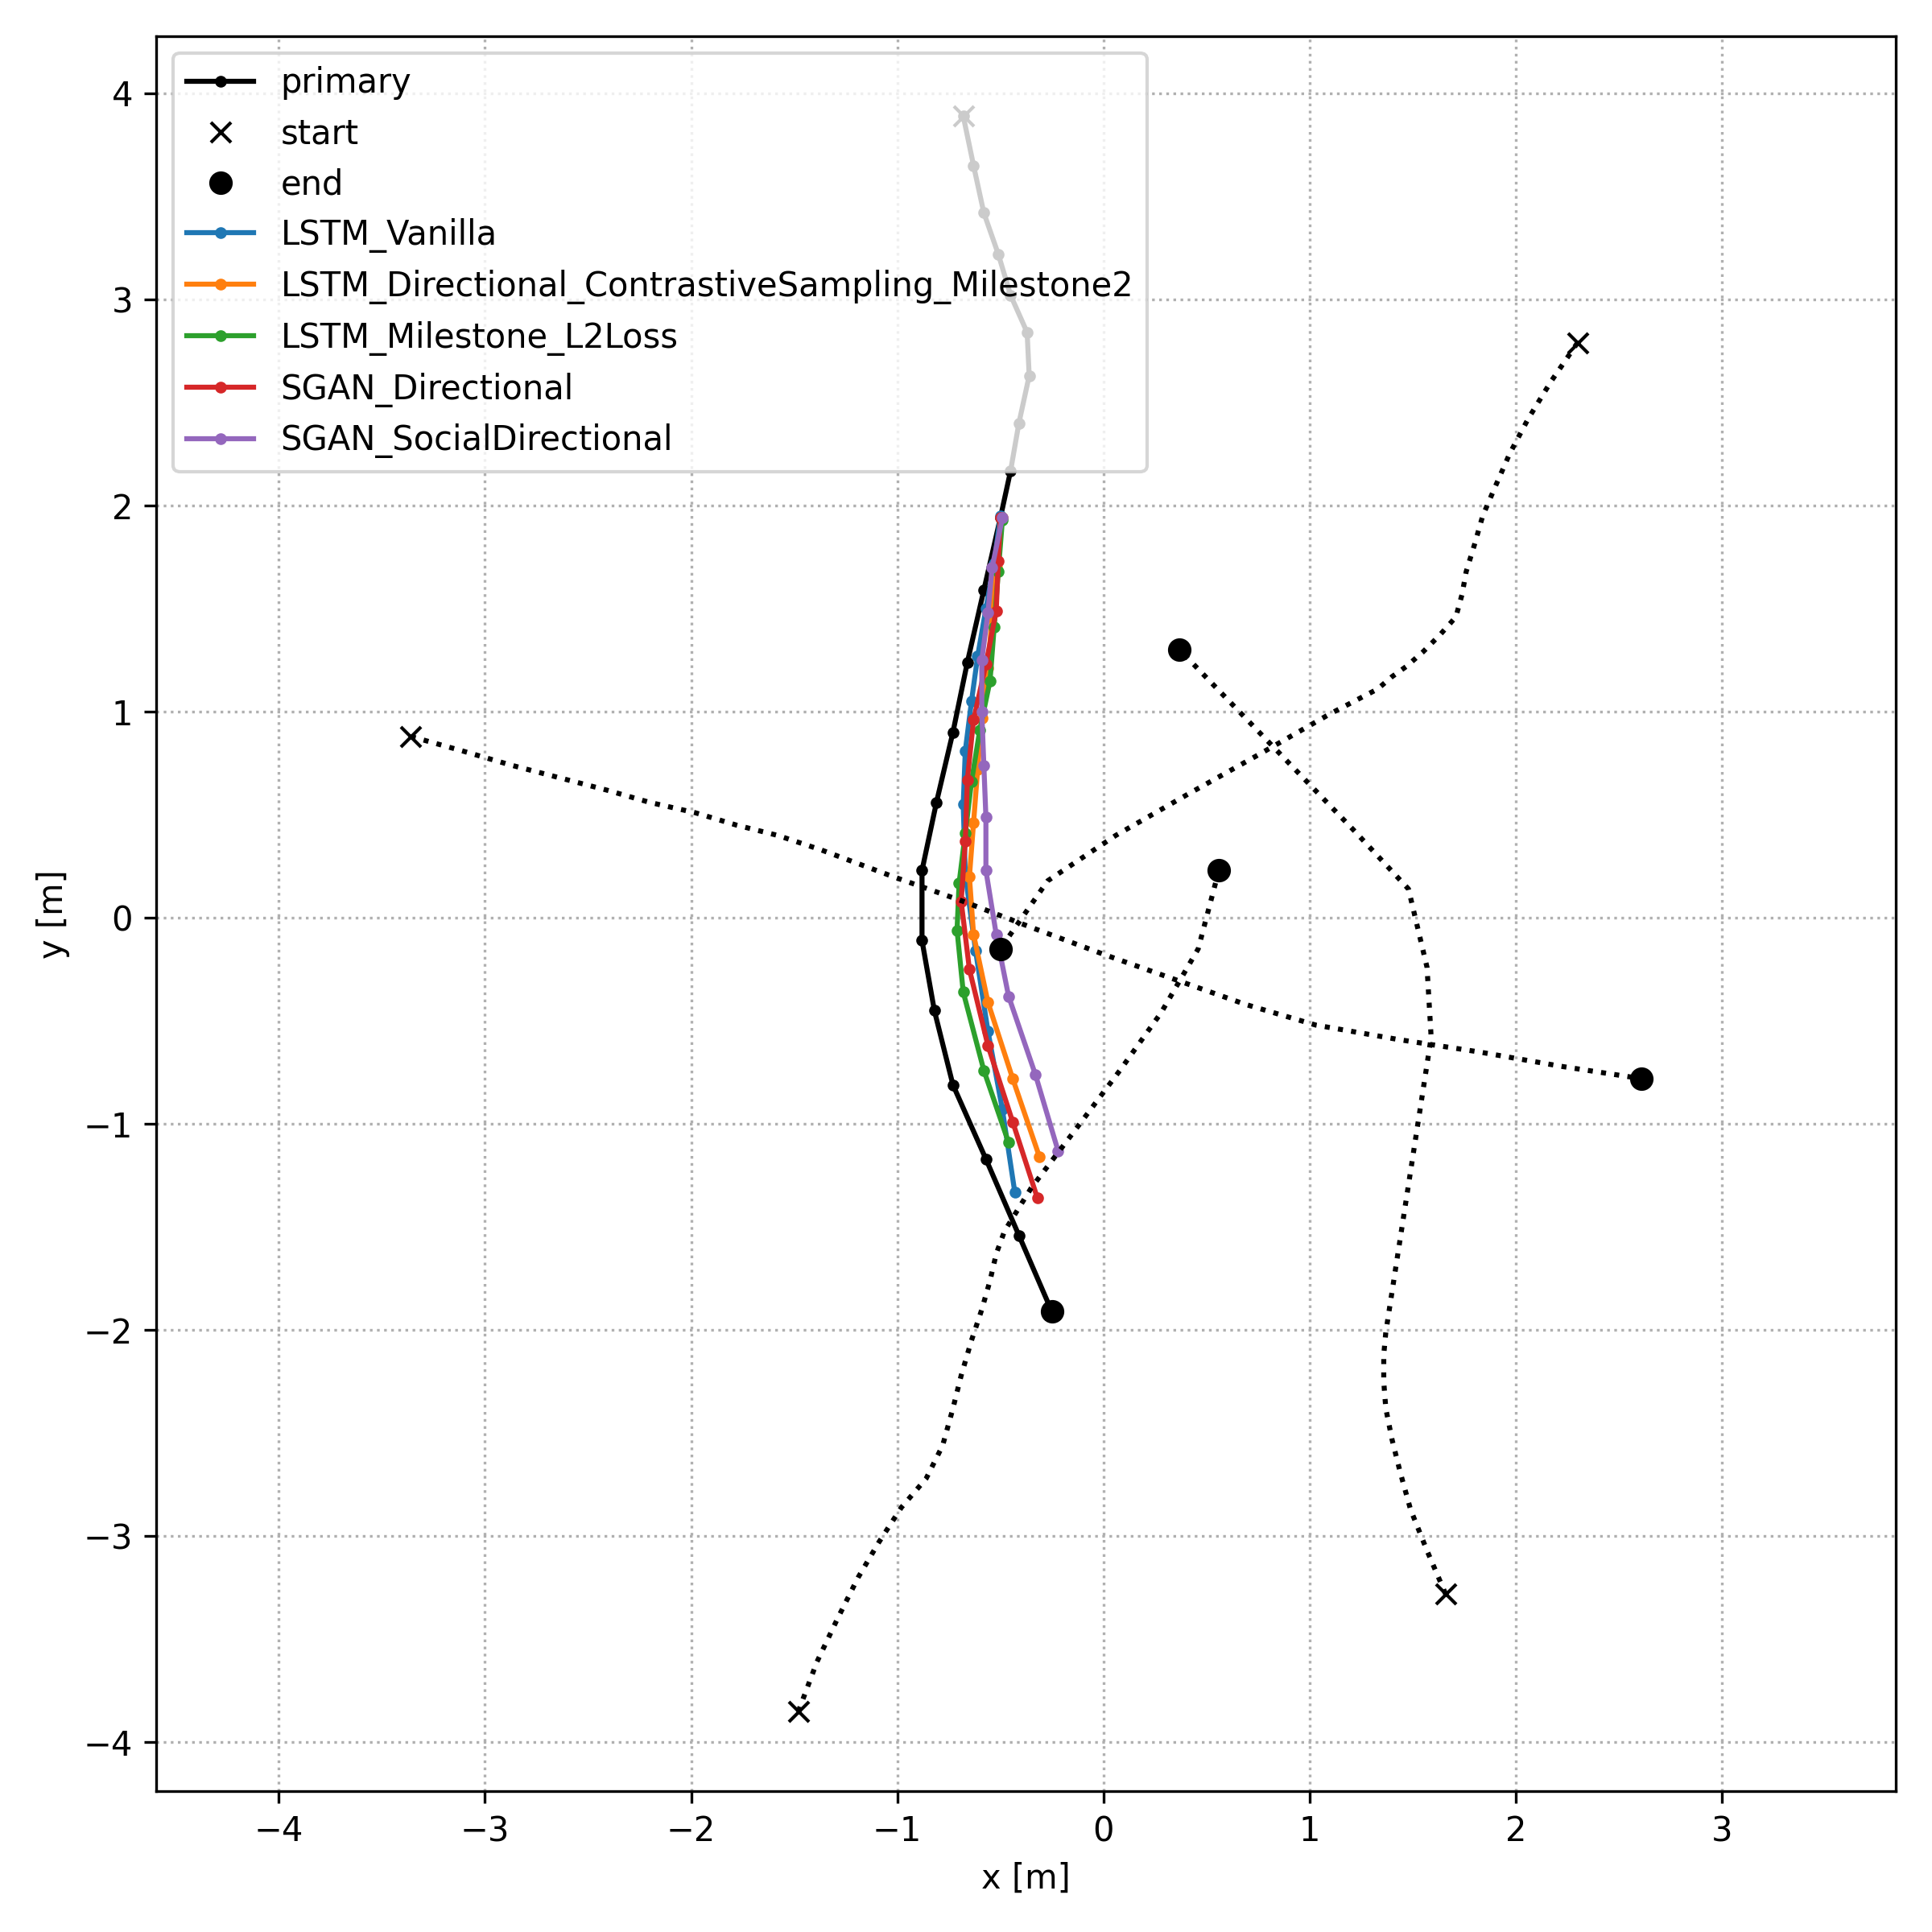 primary
start
end
LSTM_Vanilla
LSTM_Directional_ContrastiveSampling_Milestone2
LSTM_Milestone_L2Loss
SGAN_Directional
SGAN_SocialDirectional
4
3
2
1
0
−1
−2
−3
−4
y [m]
−4 −3 −2 −1 0 1 2 3
x [m]